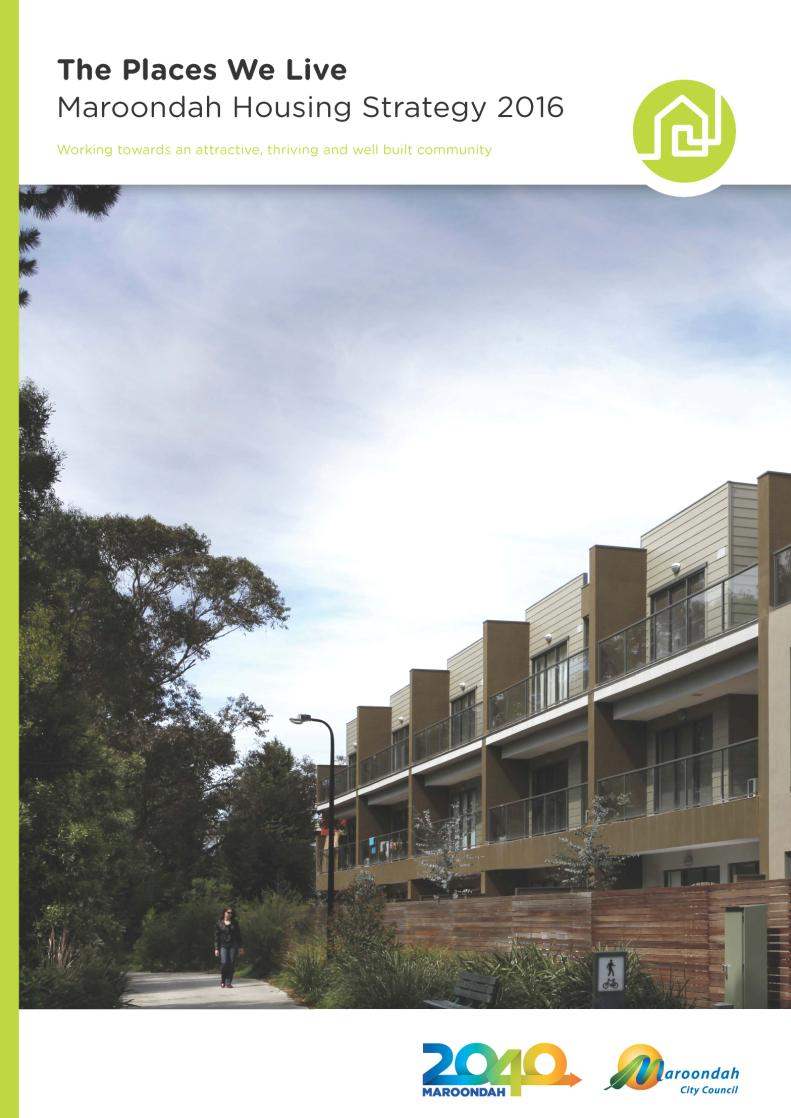 The Places We Live
Maroondah Housing Strategy 2016
Working towards an attractive, thriving and well built community
2040
MAROONDAH
Maroondah
City Council